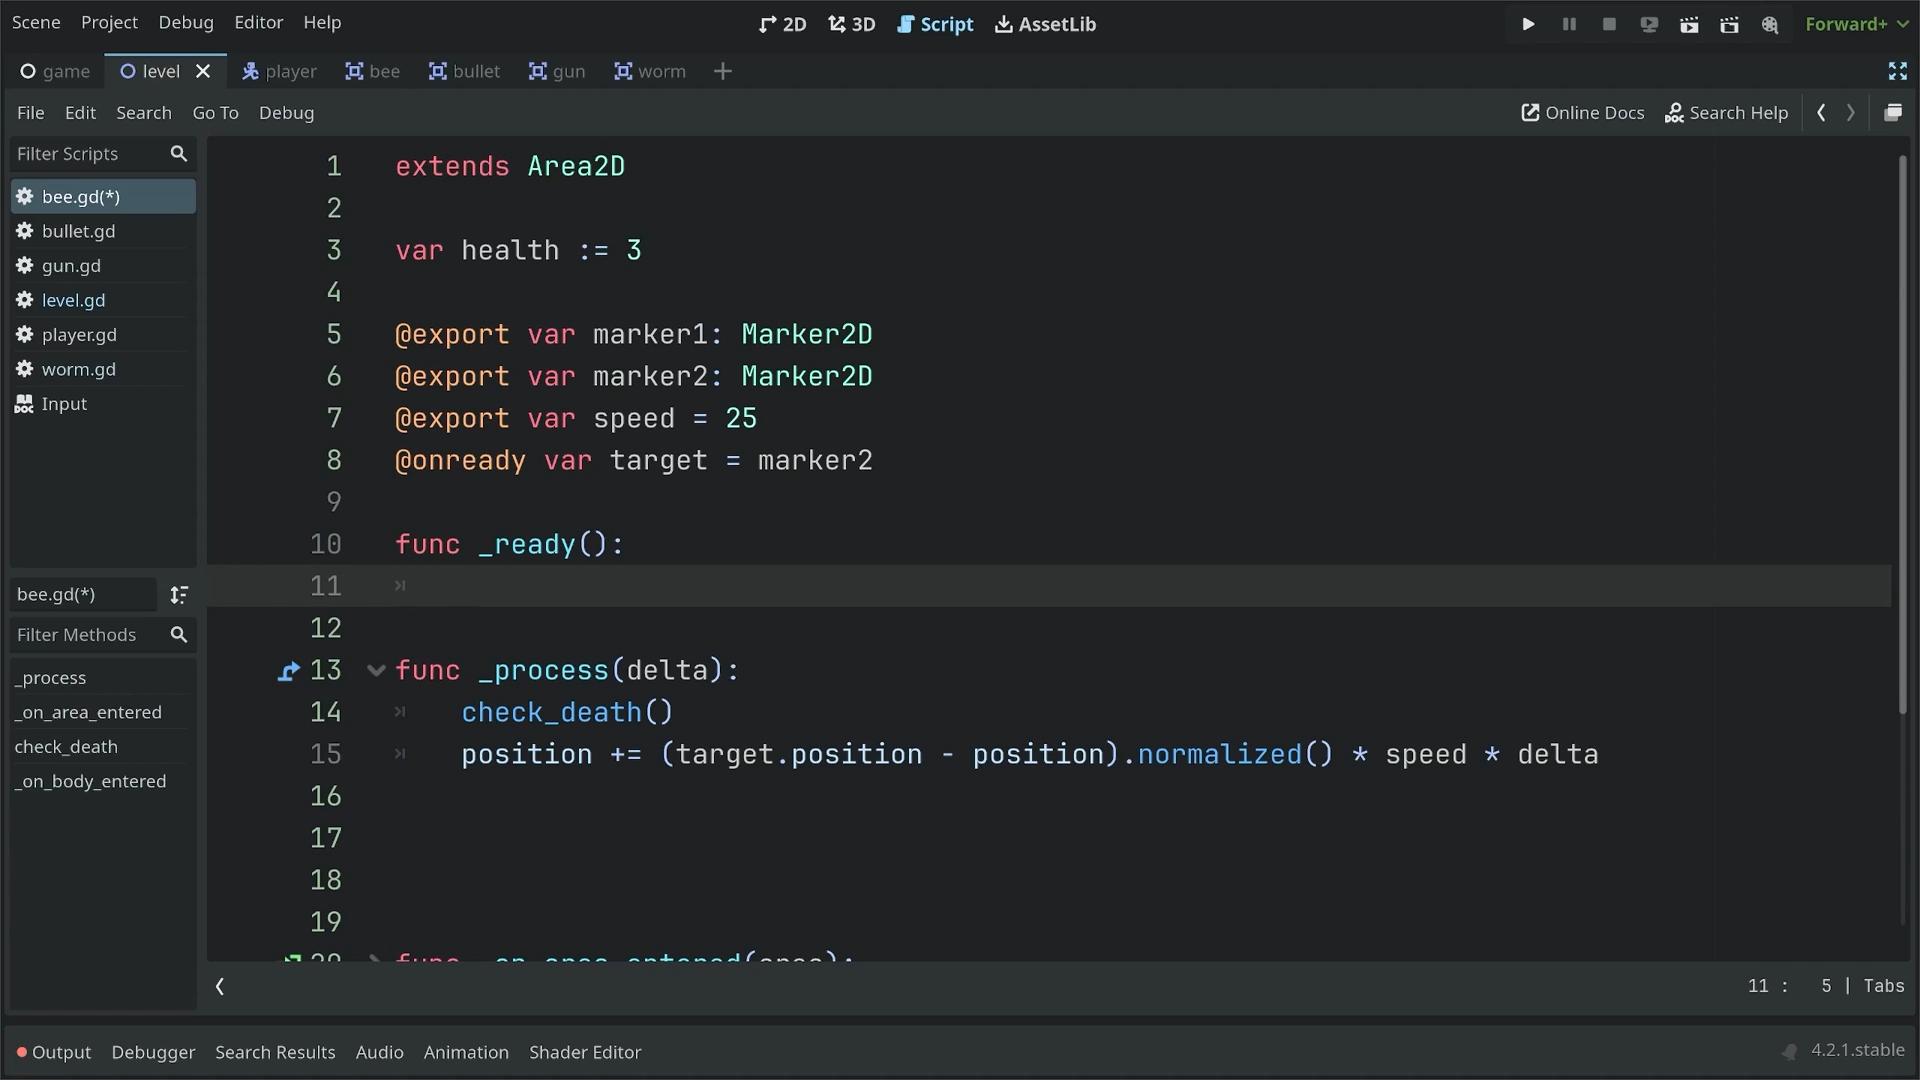 Scene Project Debug Editor Help 2D 3D Script AssetLib Forward+
game level player bee bullet gun worm
File Edit Search Go To Debug Online Docs Search Help
Filter Scripts
bee.gd(*)
bullet.gd
gun.gd
level.gd
player.gd
worm.gd
Input
bee.gd(*)
Filter Methods
_process
_on_area_entered
check_death
_on_body_entered
1 extends Area2D
2
3 var health := 3
4
5 @export var marker1: Marker2D
6 @export var marker2: Marker2D
7 @export var speed = 25
8 @onready var target = marker2
9
10 func _ready():
11
12
13 func _process(delta):
14 check_death()
15 position += (target.position - position).normalized() * speed * delta
16
17
18
19
20 func _on_area_entered(area):
11 : 5 | Tabs
Output Debugger Search Results Audio Animation Shader Editor 4.2.1.stable